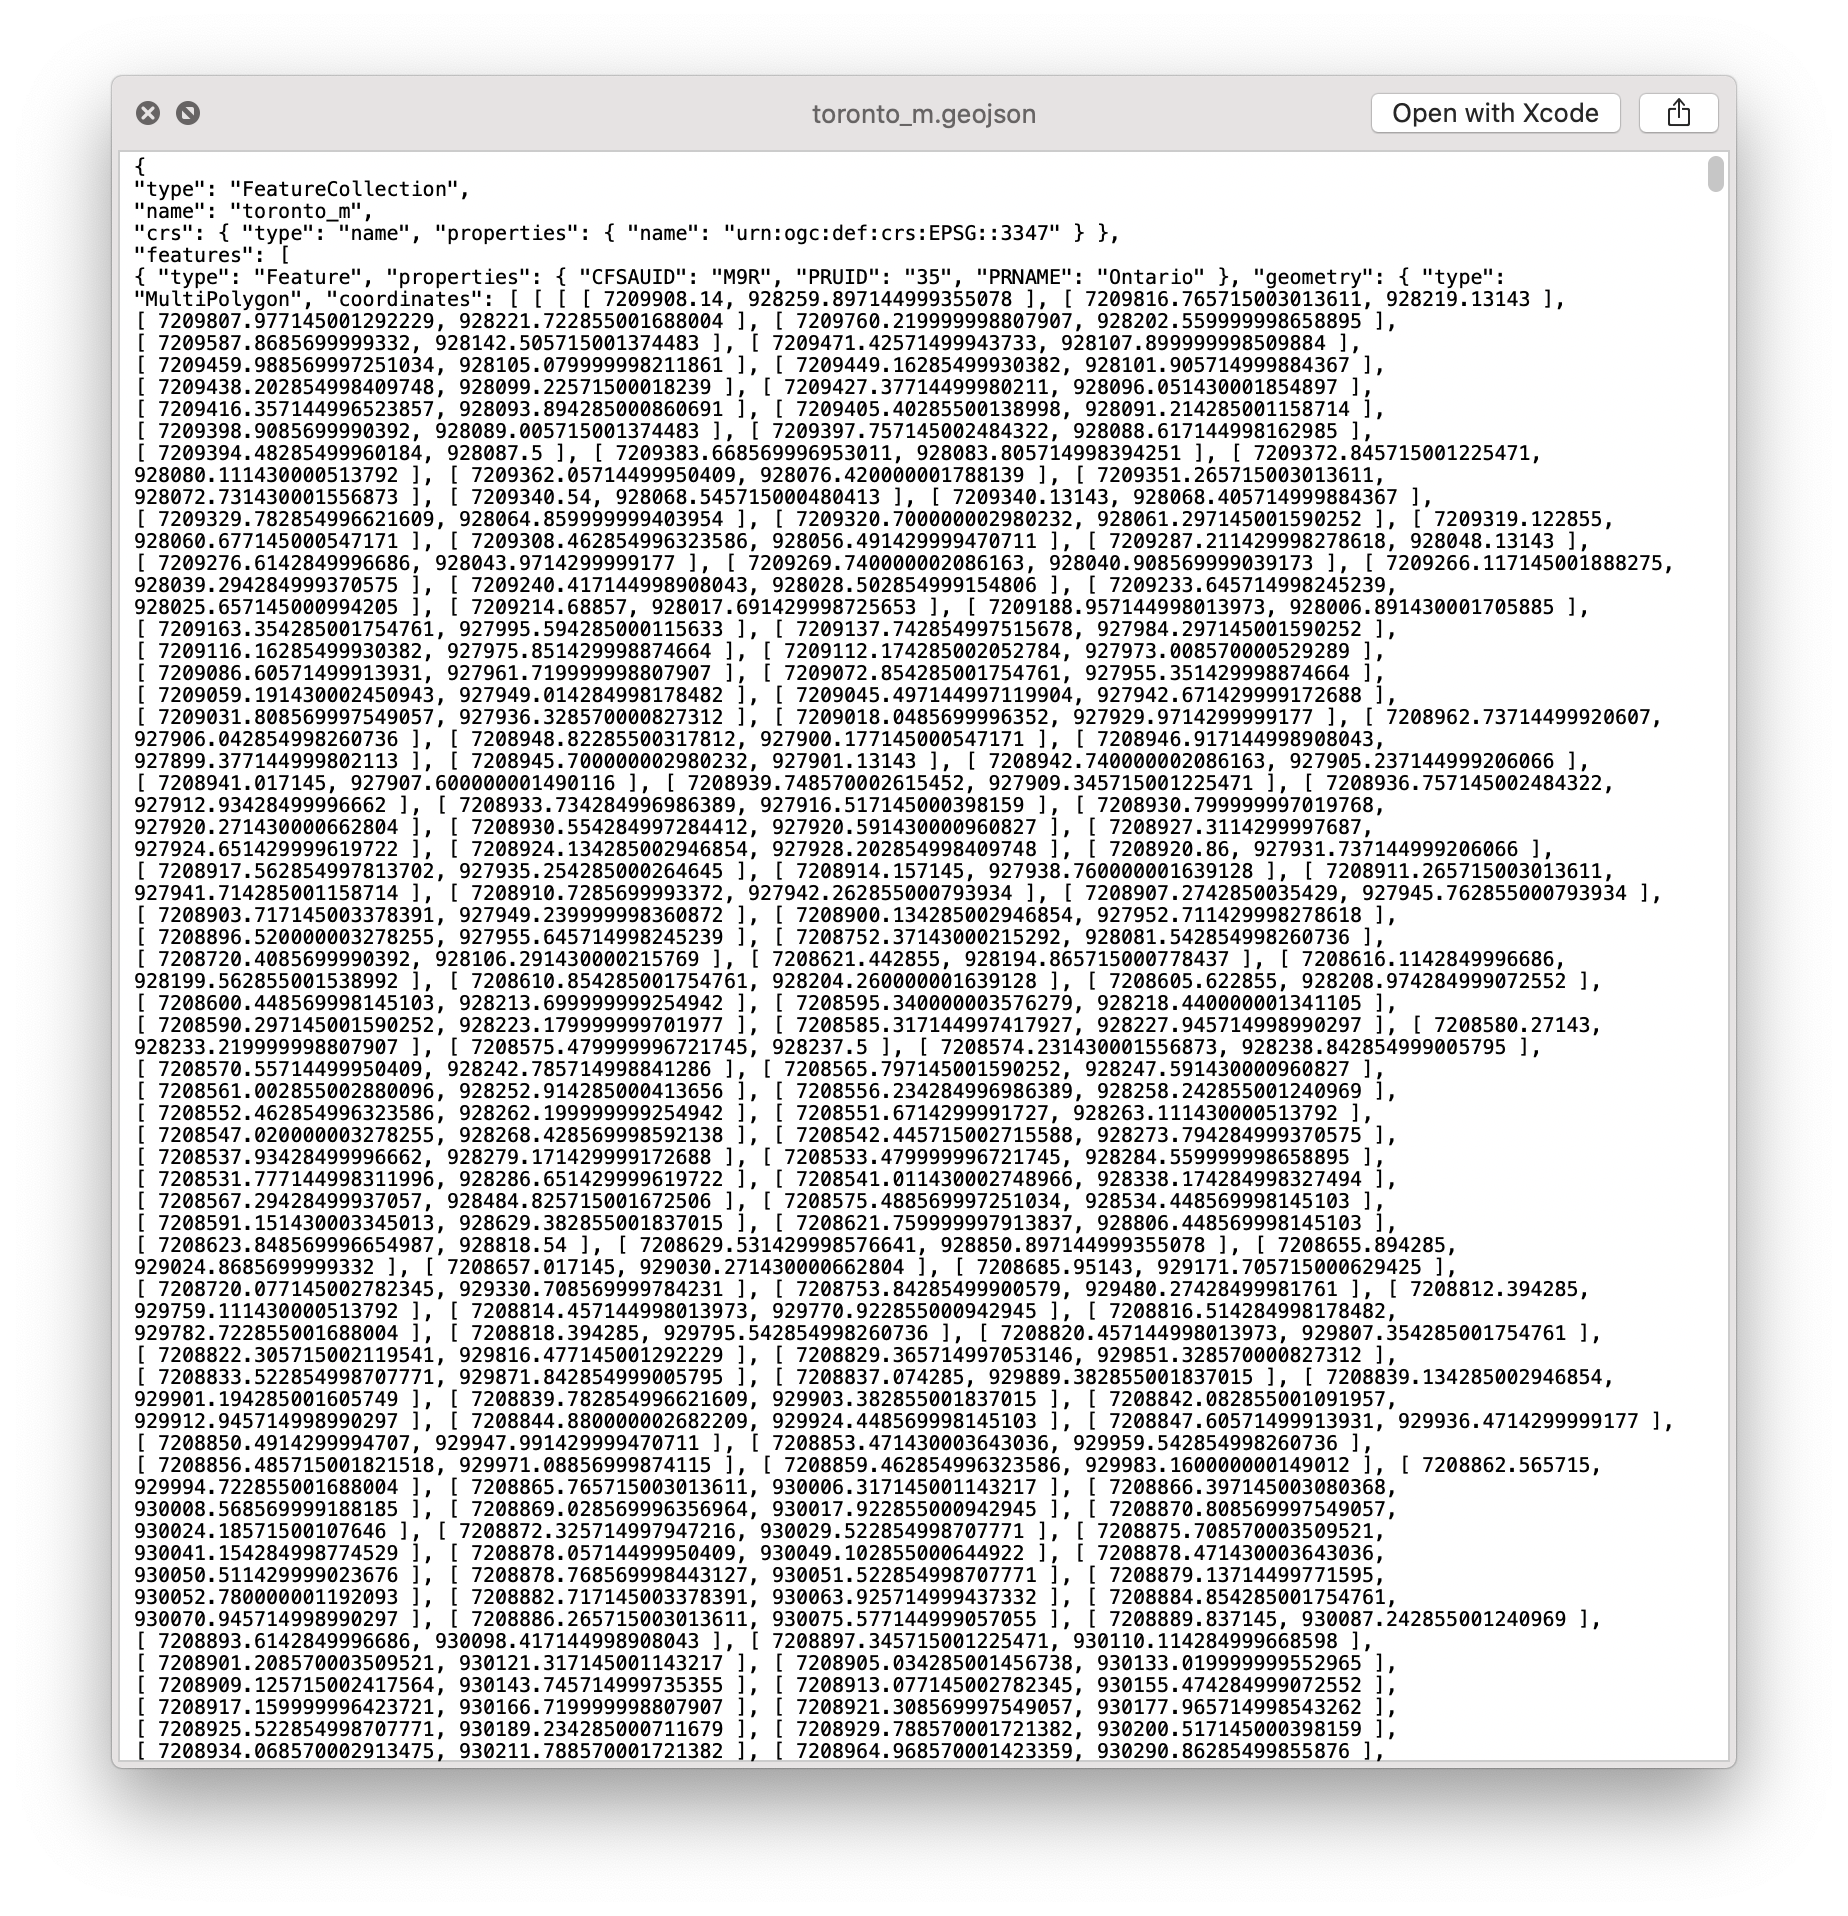 toronto_m.geojson
Open with Xcode
{
"type": "FeatureCollection",
"name": "toronto_m",
"crs": { "type": "name", "properties": { "name": "urn:ogc:def:crs:EPSG::3347" } },
"features": [
{ "type": "Feature", "properties": { "CFSAUID": "M9R", "PRUID": "35", "PRNAME": "Ontario" }, "geometry": { "type":
"MultiPolygon", "coordinates": [ [ [ [ 7209908.14, 928259.897144999355078 ], [ 7209816.765715003013611, 928219.13143 ],
[ 7209807.977145001292229, 928221.722855001688004 ], [ 7209760.219999998807907, 928202.559999998658895 ],
[ 7209587.8685699999332, 928142.505715001374483 ], [ 7209471.42571499943733, 928107.899999998509884 ],
[ 7209459.988569997251034, 928105.079999998211861 ], [ 7209449.16285499930382, 928101.905714999884367 ],
[ 7209438.202854998409748, 928099.22571500018239 ], [ 7209427.37714499980211, 928096.051430001854897 ],
[ 7209416.357144996523857, 928093.894285000860691 ], [ 7209405.40285500138998, 928091.214285001158714 ],
[ 7209398.9085699990392, 928089.005715001374483 ], [ 7209397.757145002484322, 928088.617144998162985 ],
[ 7209394.48285499960184, 928087.5 ], [ 7209383.668569996953011, 928083.805714998394251 ], [ 7209372.845715001225471,
928080.111430000513792 ], [ 7209362.05714499950409, 928076.420000001788139 ], [ 7209351.265715003013611,
928072.731430001556873 ], [ 7209340.54, 928068.545715000480413 ], [ 7209340.13143, 928068.405714999884367 ],
[ 7209329.782854996621609, 928064.859999999403954 ], [ 7209320.700000002980232, 928061.297145001590252 ], [ 7209319.122855,
928060.677145000547171 ], [ 7209308.462854996323586, 928056.491429999470711 ], [ 7209287.211429998278618, 928048.13143 ],
[ 7209276.6142849996686, 928043.9714299999177 ], [ 7209269.740000002086163, 928040.908569999039173 ], [ 7209266.117145001888275,
928039.294284999370575 ], [ 7209240.417144998908043, 928028.502854999154806 ], [ 7209233.645714998245239,
928025.657145000994205 ], [ 7209214.68857, 928017.691429998725653 ], [ 7209188.957144998013973, 928006.891430001705885 ],
[ 7209163.354285001754761, 927995.594285000115633 ], [ 7209137.742854997515678, 927984.297145001590252 ],
[ 7209116.16285499930382, 927975.851429998874664 ], [ 7209112.174285002052784, 927973.008570000529289 ],
[ 7209086.60571499913931, 927961.719999998807907 ], [ 7209072.854285001754761, 927955.351429998874664 ],
[ 7209059.191430002450943, 927949.014284998178482 ], [ 7209045.497144997119904, 927942.671429999172688 ],
[ 7209031.808569997549057, 927936.328570000827312 ], [ 7209018.0485699996352, 927929.9714299999177 ], [ 7208962.73714499920607,
927906.042854998260736 ], [ 7208948.82285500317812, 927900.177145000547171 ], [ 7208946.917144998908043,
927899.377144999802113 ], [ 7208945.700000002980232, 927901.13143 ], [ 7208942.740000002086163, 927905.237144999206066 ],
[ 7208941.017145, 927907.600000001490116 ], [ 7208939.748570002615452, 927909.345715001225471 ], [ 7208936.757145002484322,
927912.93428499996662 ], [ 7208933.734284996986389, 927916.517145000398159 ], [ 7208930.799999997019768,
927920.271430000662804 ], [ 7208930.554284997284412, 927920.591430000960827 ], [ 7208927.3114299997687,
927924.651429999619722 ], [ 7208924.134285002946854, 927928.202854998409748 ], [ 7208920.86, 927931.737144999206066 ],
[ 7208917.562854997813702, 927935.254285000264645 ], [ 7208914.157145, 927938.760000001639128 ], [ 7208911.265715003013611,
927941.714285001158714 ], [ 7208910.7285699993372, 927942.262855000793934 ], [ 7208907.2742850035429, 927945.762855000793934 ],
[ 7208903.717145003378391, 927949.239999998360872 ], [ 7208900.134285002946854, 927952.711429998278618 ],
[ 7208896.520000003278255, 927955.645714998245239 ], [ 7208752.37143000215292, 928081.542854998260736 ],
[ 7208720.4085699990392, 928106.291430000215769 ], [ 7208621.442855, 928194.865715000778437 ], [ 7208616.1142849996686,
928199.562855001538992 ], [ 7208610.854285001754761, 928204.260000001639128 ], [ 7208605.622855, 928208.974284999072552 ],
[ 7208600.448569998145103, 928213.699999999254942 ], [ 7208595.340000003576279, 928218.440000001341105 ],
[ 7208590.297145001590252, 928223.179999999701977 ], [ 7208585.317144997417927, 928227.945714998990297 ], [ 7208580.27143,
928233.219999998807907 ], [ 7208575.479999996721745, 928237.5 ], [ 7208574.231430001556873, 928238.842854999005795 ],
[ 7208570.55714499950409, 928242.785714998841286 ], [ 7208565.797145001590252, 928247.591430000960827 ],
[ 7208561.002855002880096, 928252.914285000413656 ], [ 7208556.234284996986389, 928258.242855001240969 ],
[ 7208552.462854996323586, 928262.199999999254942 ], [ 7208551.6714299991727, 928263.111430000513792 ],
[ 7208547.020000003278255, 928268.428569998592138 ], [ 7208542.445715002715588, 928273.794284999370575 ],
[ 7208537.93428499996662, 928279.171429999172688 ], [ 7208533.479999996721745, 928284.559999998658895 ],
[ 7208531.777144998311996, 928286.651429999619722 ], [ 7208541.011430002748966, 928338.174284998327494 ],
[ 7208567.29428499937057, 928484.825715001672506 ], [ 7208575.488569997251034, 928534.448569998145103 ],
[ 7208591.151430003345013, 928629.382855001837015 ], [ 7208621.759999997913837, 928806.448569998145103 ],
[ 7208623.848569996654987, 928818.54 ], [ 7208629.531429998576641, 928850.897144999355078 ], [ 7208655.894285,
929024.8685699999332 ], [ 7208657.017145, 929030.271430000662804 ], [ 7208685.95143, 929171.705715000629425 ],
[ 7208720.077145002782345, 929330.708569999784231 ], [ 7208753.84285499900579, 929480.27428499981761 ], [ 7208812.394285,
929759.111430000513792 ], [ 7208814.457144998013973, 929770.922855000942945 ], [ 7208816.514284998178482,
929782.722855001688004 ], [ 7208818.394285, 929795.542854998260736 ], [ 7208820.457144998013973, 929807.354285001754761 ],
[ 7208822.305715002119541, 929816.477145001292229 ], [ 7208829.365714997053146, 929851.328570000827312 ],
[ 7208833.522854998707771, 929871.842854999005795 ], [ 7208837.074285, 929889.382855001837015 ], [ 7208839.134285002946854,
929901.194285001605749 ], [ 7208839.782854996621609, 929903.382855001837015 ], [ 7208842.082855001091957,
929912.945714998990297 ], [ 7208844.880000002682209, 929924.448569998145103 ], [ 7208847.60571499913931, 929936.4714299999177 ],
[ 7208850.4914299994707, 929947.991429999470711 ], [ 7208853.471430003643036, 929959.542854998260736 ],
[ 7208856.485715001821518, 929971.08856999874115 ], [ 7208859.462854996323586, 929983.160000000149012 ], [ 7208862.565715,
929994.722855001688004 ], [ 7208865.765715003013611, 930006.317145001143217 ], [ 7208866.397145003080368,
930008.568569999188185 ], [ 7208869.028569996356964, 930017.922855000942945 ], [ 7208870.808569997549057,
930024.18571500107646 ], [ 7208872.325714997947216, 930029.522854998707771 ], [ 7208875.708570003509521,
930041.154284998774529 ], [ 7208878.05714499950409, 930049.102855000644922 ], [ 7208878.471430003643036,
930050.511429999023676 ], [ 7208878.768569998443127, 930051.522854998707771 ], [ 7208879.13714499771595,
930052.780000001192093 ], [ 7208882.717145003378391, 930063.925714999437332 ], [ 7208884.854285001754761,
930070.945714998990297 ], [ 7208886.265715003013611, 930075.577144999057055 ], [ 7208889.837145, 930087.242855001240969 ],
[ 7208893.6142849996686, 930098.417144998908043 ], [ 7208897.345715001225471, 930110.114284999668598 ],
[ 7208901.208570003509521, 930121.317145001143217 ], [ 7208905.034285001456738, 930133.019999999552965 ],
[ 7208909.125715002417564, 930143.745714999735355 ], [ 7208913.077145002782345, 930155.474284999072552 ],
[ 7208917.159999996423721, 930166.719999998807907 ], [ 7208921.308569997549057, 930177.965714998543262 ],
[ 7208925.522854998707771, 930189.234285000711679 ], [ 7208929.788570001721382, 930200.517145000398159 ],
[ 7208934.068570002913475, 930211.788570001721382 ], [ 7208964.968570001423359, 930290.86285499855876 ],